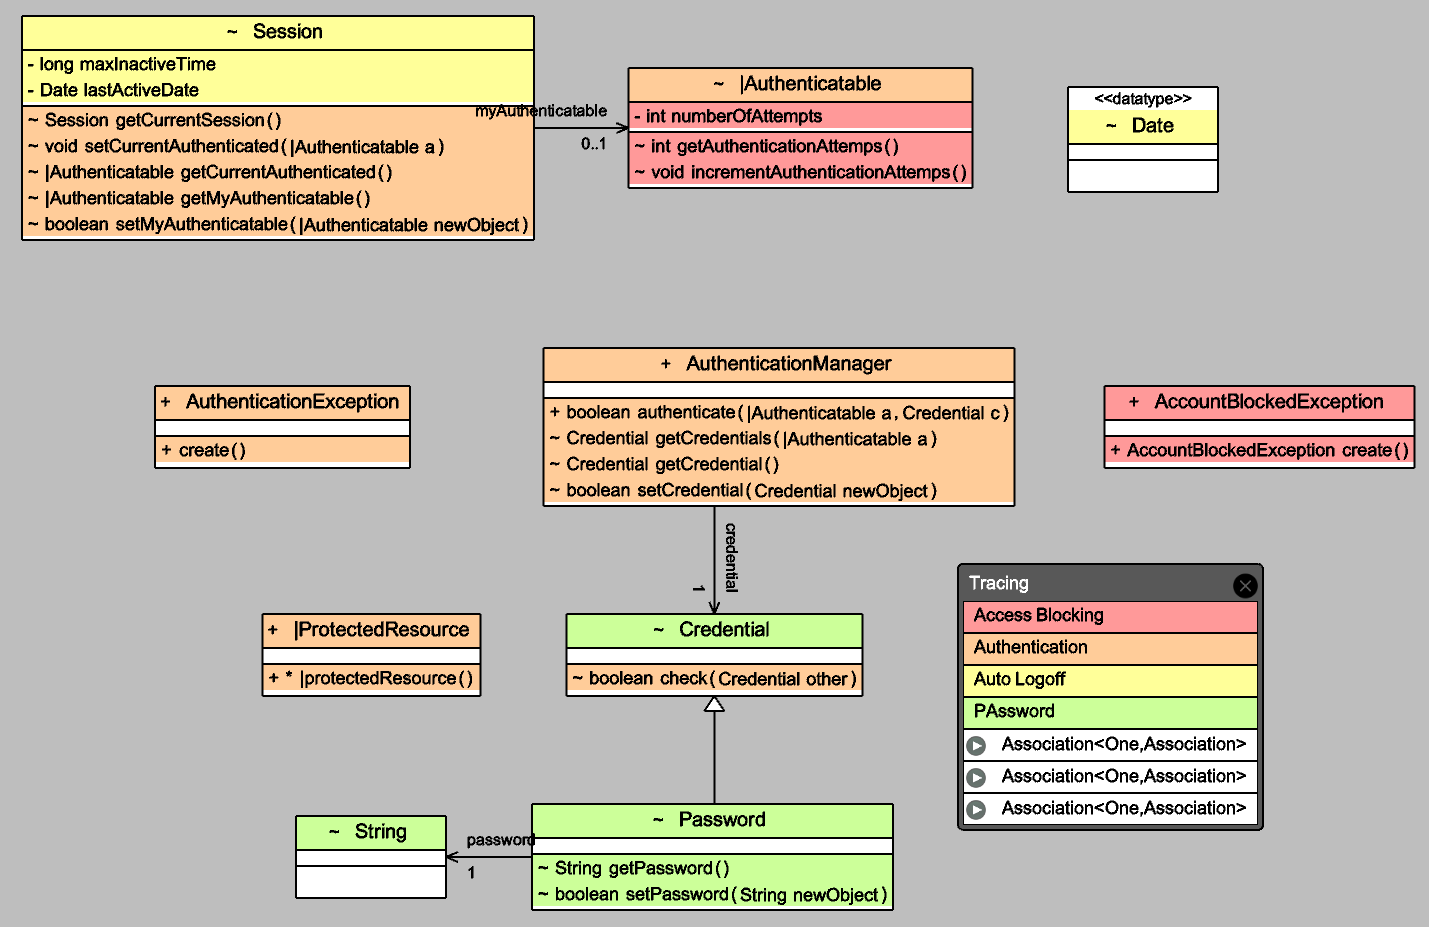 ~ Session
- long maxInactiveTime
- Date lastActiveDate
~ Session getCurrentSession()
~ void setCurrentAuthenticated(|Authenticatable a)
~ |Authenticatable getCurrentAuthenticated()
~ |Authenticatable getMyAuthenticatable()
~ boolean setMyAuthenticatable(|Authenticatable newObject)
myAuthenticatable
0..1
~ |Authenticatable
- int numberOfAttempts
~ int getAuthenticationAttemps()
~ void incrementAuthenticationAttemps()
<<datatype>>
~ Date
+ AuthenticationException
+ create()
+ AuthenticationManager
+ boolean authenticate(|Authenticatable a, Credential c)
~ Credential getCredentials(|Authenticatable a)
~ Credential getCredential()
~ boolean setCredential(Credential newObject)
+ AccountBlockedException
+ AccountBlockedException create()
credential
1
+ |ProtectedResource
+ * |protectedResource()
~ Credential
~ boolean check(Credential other)
Tracing
Access Blocking
Authentication
Auto Logoff
PAssword
Association<One,Association>
Association<One,Association>
Association<One,Association>
~ String
password
1
~ Password
~ String getPassword()
~ boolean setPassword(String newObject)